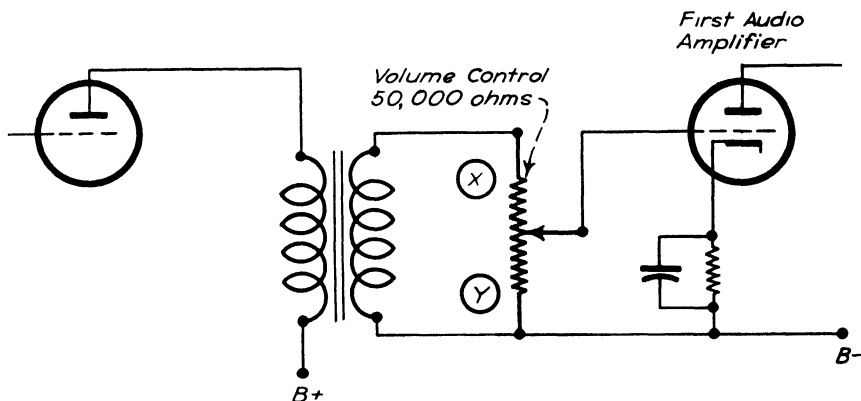 First Audio
Amplifier
Volume Control
50,000 ohms
X
Y
B+
B-